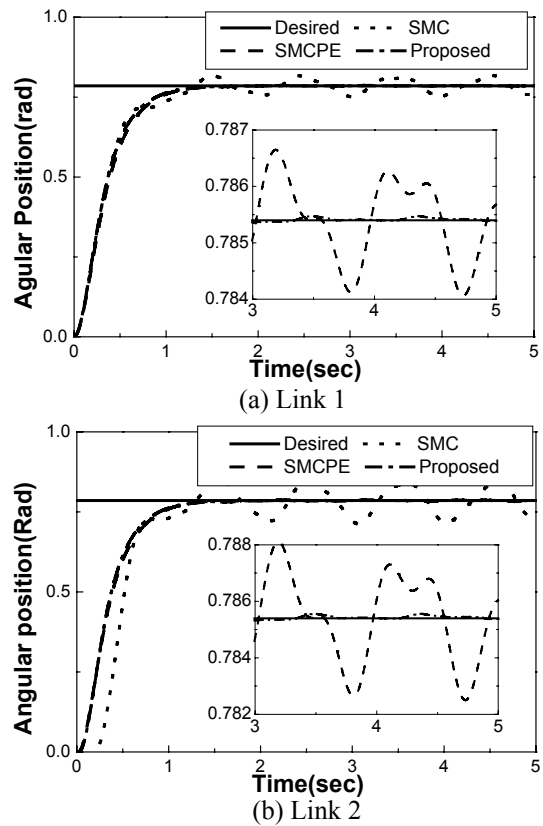 1.0
Desired SMC
SMCPE Proposed
Agular Position(rad)
0.787
0.786
0.785
0.784
3 4 5
0.5
0.0
0 1 2 3 4 5
Time(sec)
(a) Link 1
1.0
Desired SMC
SMCPE Proposed
Angular position(Rad)
0.788
0.786
0.784
0.782
3 4 5
0.5
0.0
0 1 2 3 4 5
Time(sec)
(b) Link 2